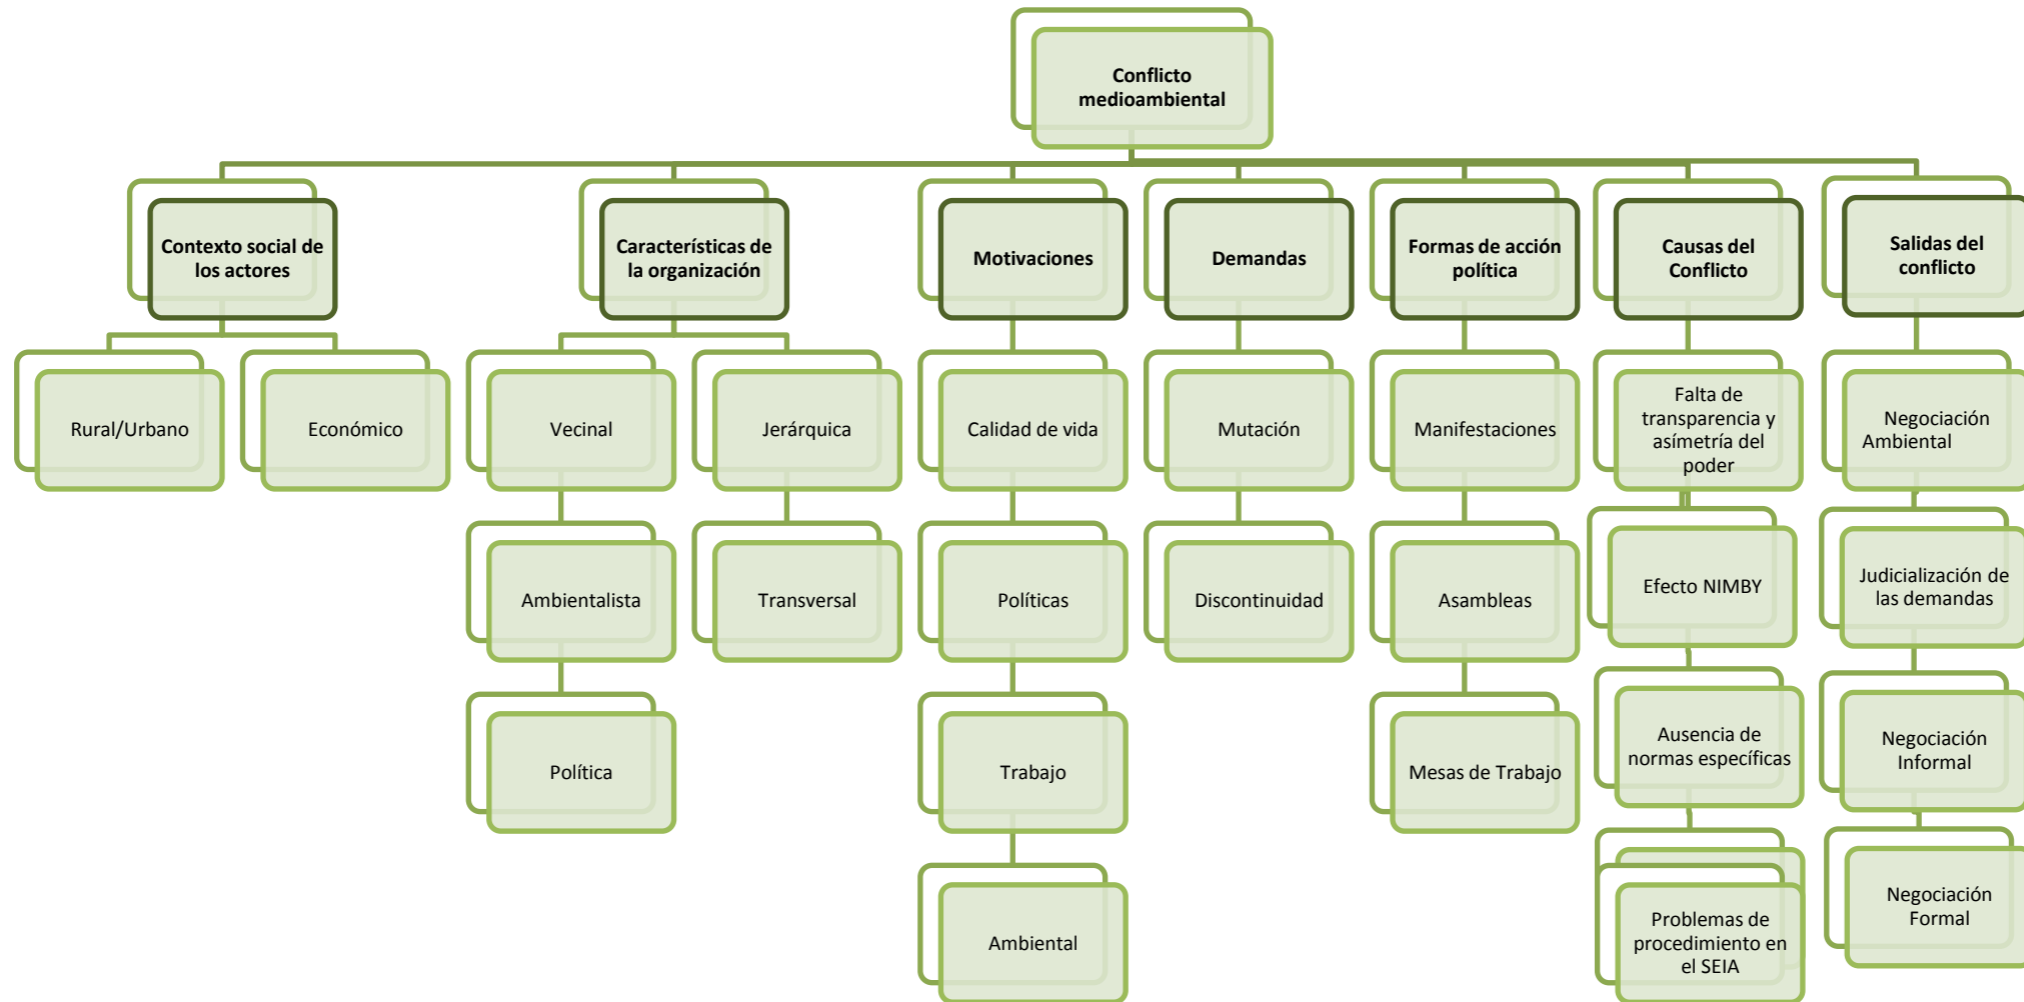 Conflicto
medioambiental
Contexto social de
los actores
Características de
la organización
Motivaciones
Demandas
Formas de acción
política
Causas del
Conflicto
Salidas del
conflicto
Rural/Urbano
Económico
Vecinal
Jerárquica
Calidad de vida
Mutación
Manifestaciones
Falta de
transparencia y
asímetría del
poder
Negociación
Ambiental
Ambientalista
Transversal
Políticas
Discontinuidad
Asambleas
Efecto NIMBY
Judicialización de
las demandas
Política
Trabajo
Mesas de Trabajo
Ausencia de
normas específicas
Negociación
Informal
Ambiental
Problemas de
procedimiento en
el SEIA
Negociación
Formal